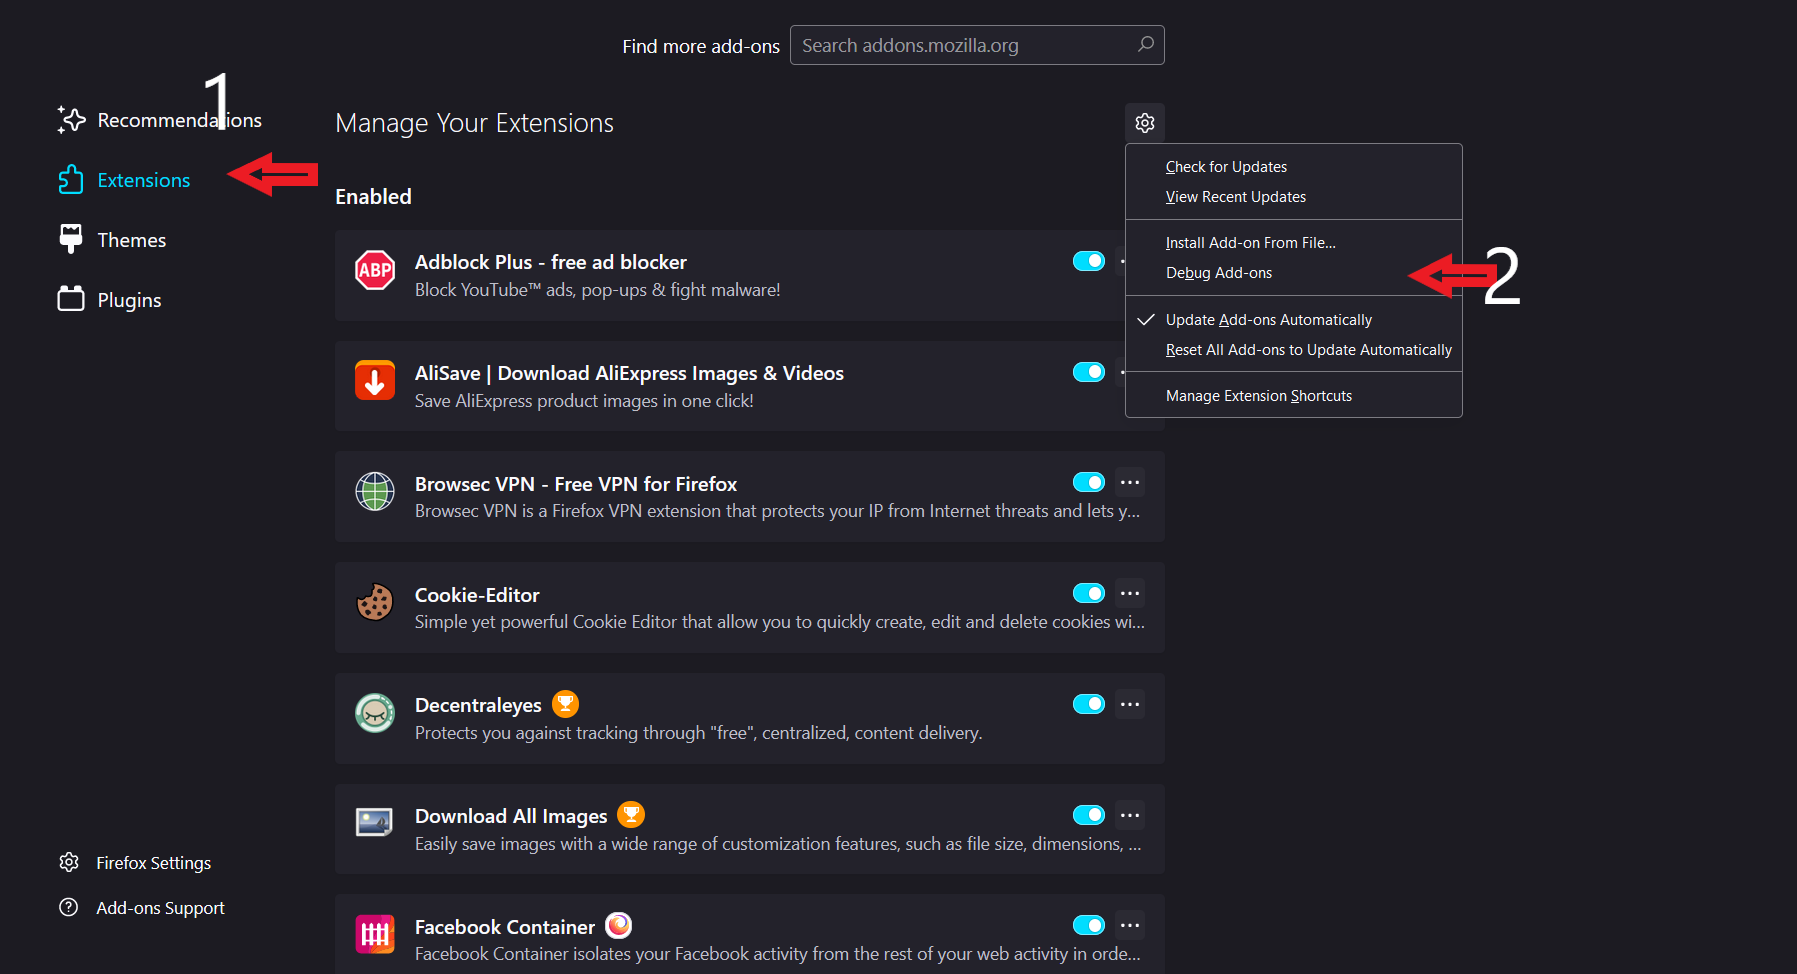 Find more add-ons Search addons.mozilla.org
1
Recommendations
Extensions
Themes
Plugins
Firefox Settings
Add-ons Support
Manage Your Extensions
Check for Updates
View Recent Updates
Install Add-on From File...
Debug Add-ons
2
Update Add-ons Automatically
Reset All Add-ons to Update Automatically
Manage Extension Shortcuts
Enabled
ABP
Adblock Plus - free ad blocker
Block YouTube™ ads, pop-ups & fight malware!
AliSave | Download AliExpress Images & Videos
Save AliExpress product images in one click!
Browsec VPN - Free VPN for Firefox
Browsec VPN is a Firefox VPN extension that protects your IP from Internet threats and lets y...
Cookie-Editor
Simple yet powerful Cookie Editor that allow you to quickly create, edit and delete cookies wi...
Decentraleyes
Protects you against tracking through "free", centralized, content delivery.
Download All Images
Easily save images with a wide range of customization features, such as file size, dimensions, ...
Facebook Container
Facebook Container isolates your Facebook activity from the rest of your web activity in orde...